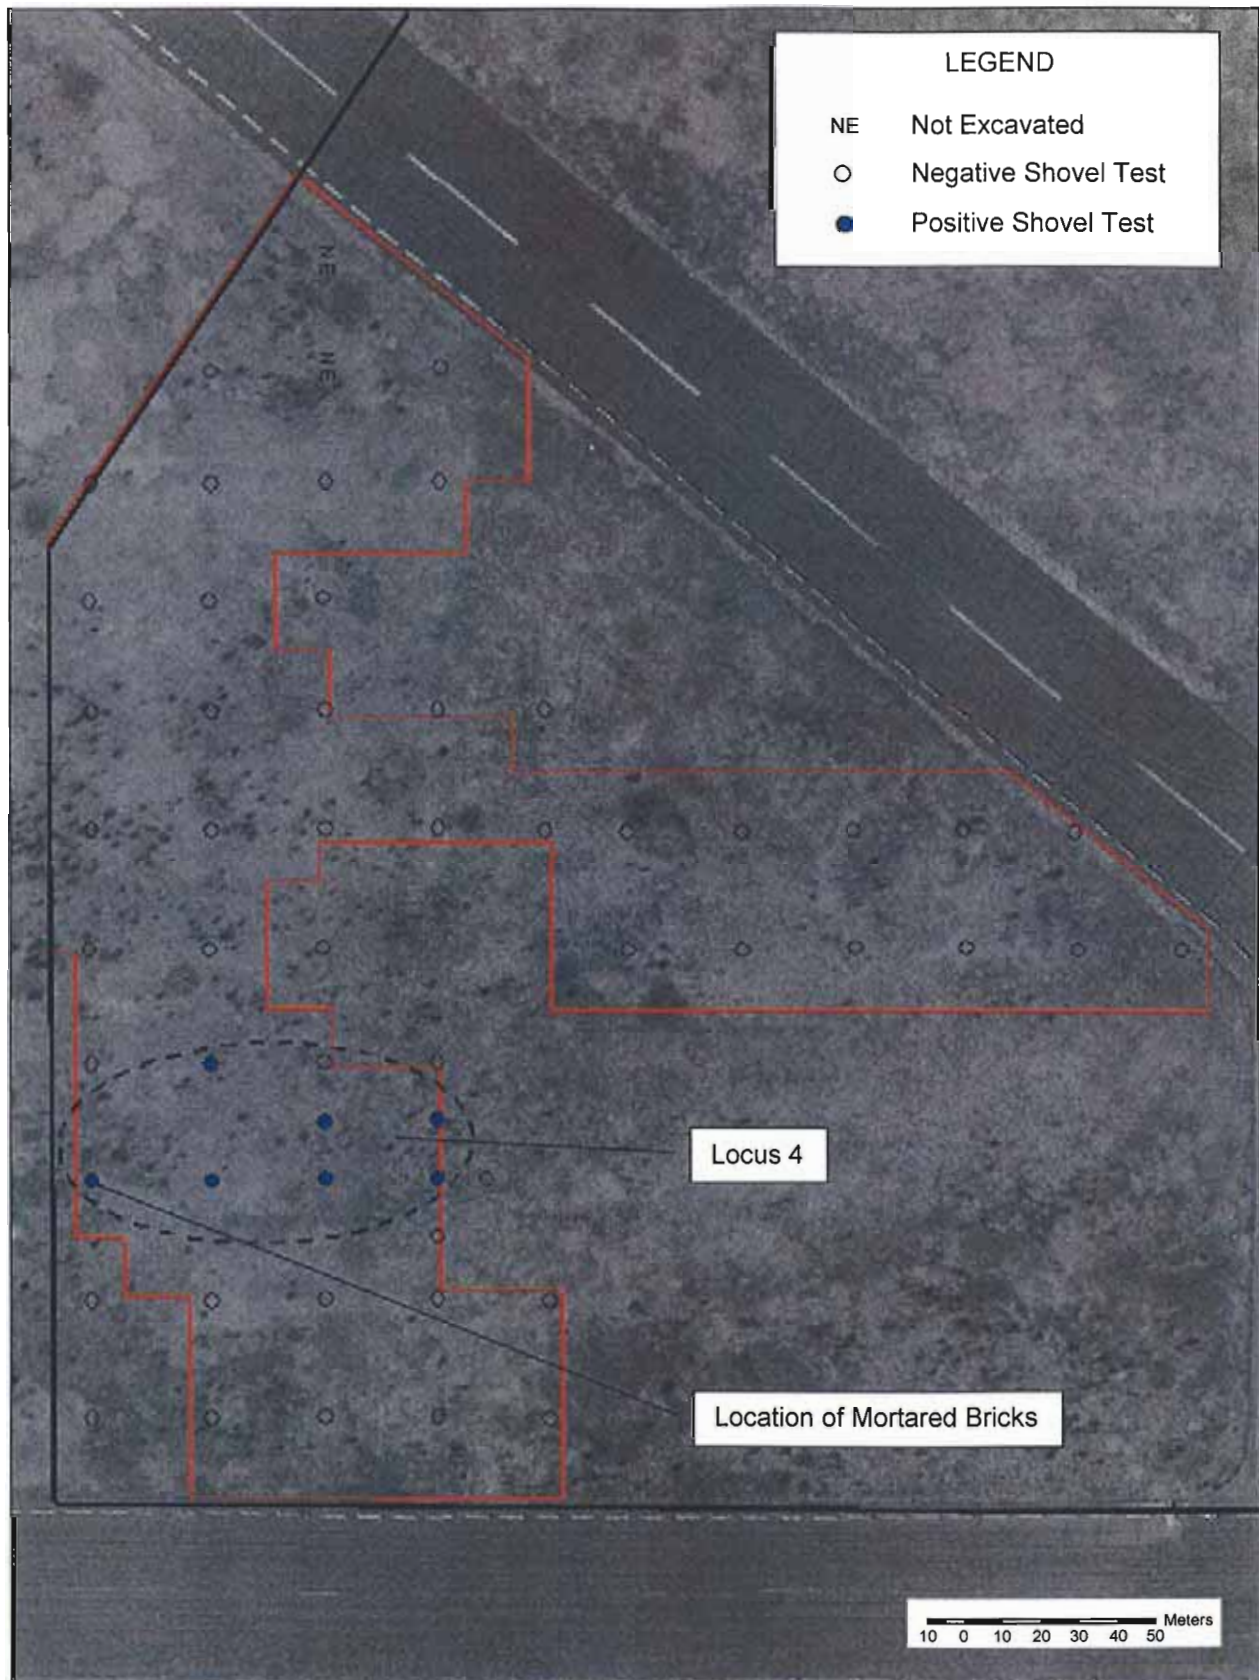 LEGEND
NE Not Excavated
Negative Shovel Test
Positive Shovel Test
NE
NE
Locus 4
Location of Mortared Bricks
Meters
10 0 10 20 30 40 50